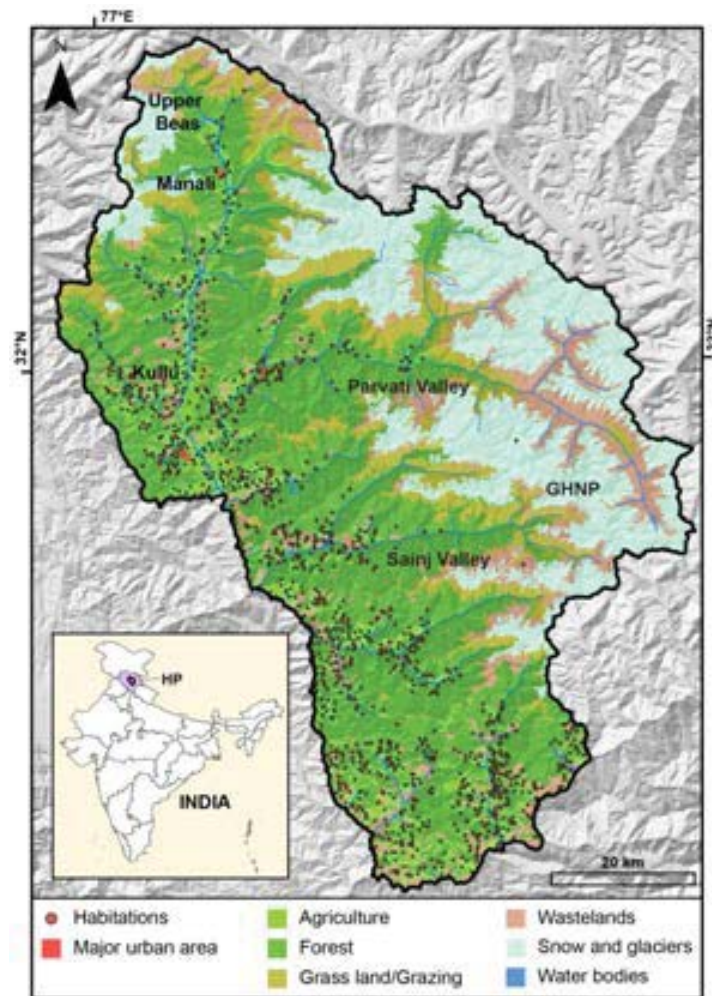 77°E
N
Upper
Beas
Manali
32°N
32°N
Kullu
Parvati Valley
GHNP
Sainj Valley
HP
INDIA
20 km
Habitations
Agriculture
Wastelands
Major urban area
Forest
Snow and glaciers
Grass land/Grazing
Water bodies